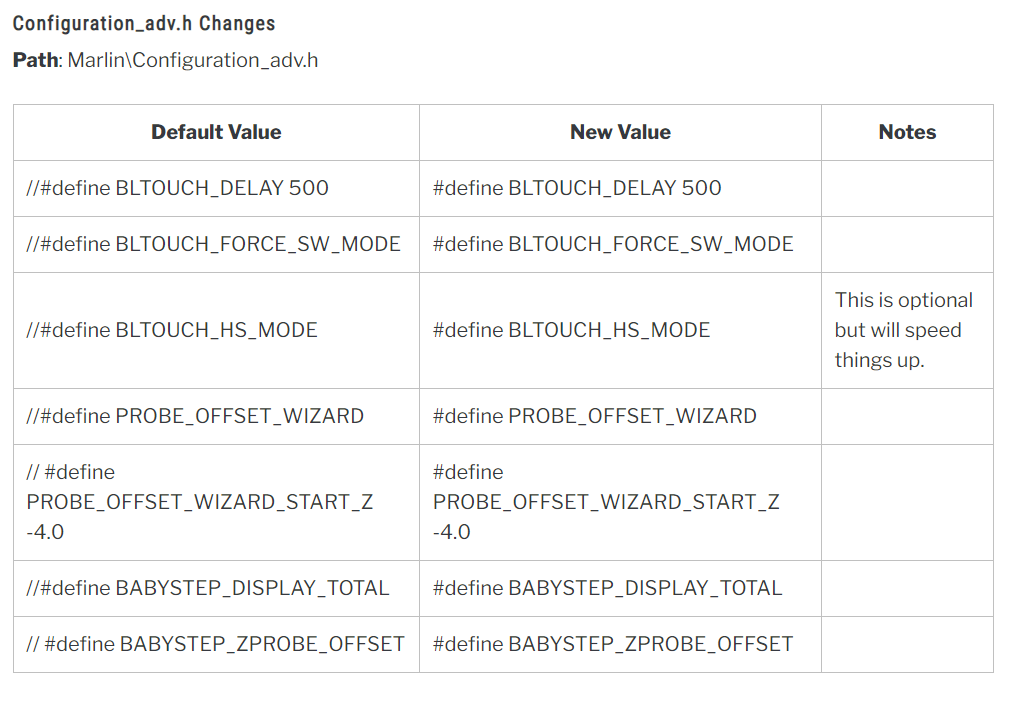 Configuration_adv.h Changes
Path: Marlin\Configuration_adv.h
Default Value New Value Notes
//#define BLTOUCH_DELAY 500 #define BLTOUCH_DELAY 500
//#define BLTOUCH_FORCE_SW_MODE #define BLTOUCH_FORCE_SW_MODE
//#define BLTOUCH_HS_MODE #define BLTOUCH_HS_MODE This is optional
but will speed
things up.
//#define PROBE_OFFSET_WIZARD #define PROBE_OFFSET_WIZARD
// #define
PROBE_OFFSET_WIZARD_START_Z
-4.0
#define
PROBE_OFFSET_WIZARD_START_Z
-4.0
//#define BABYSTEP_DISPLAY_TOTAL #define BABYSTEP_DISPLAY_TOTAL
// #define BABYSTEP_ZPROBE_OFFSET #define BABYSTEP_ZPROBE_OFFSET